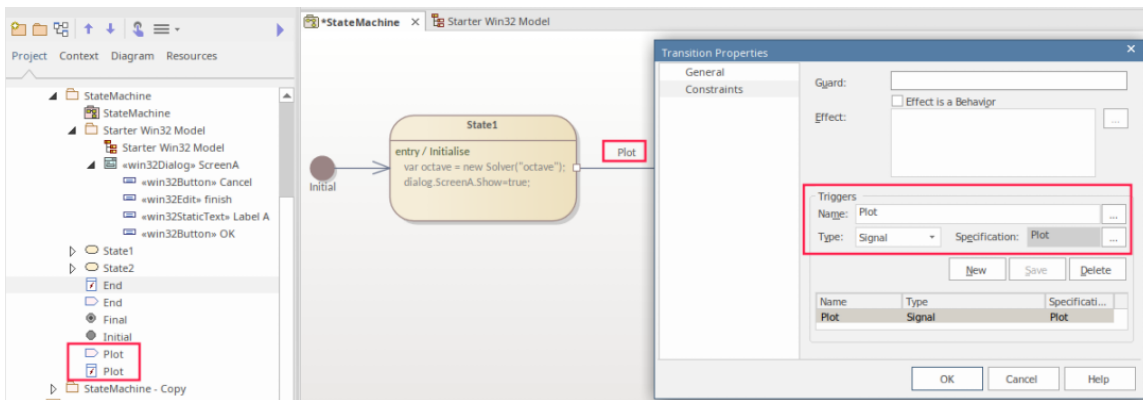 *StateMachine ×
Starter Win32 Model
Project Context Diagram Resources
StateMachine
StateMachine
Starter Win32 Model
Starter Win32 Model
«win32Dialog» ScreenA
«win32Button» Cancel
«win32Edit» finish
«win32StaticText» Label A
«win32Button» OK
State1
State2
End
End
Final
Initial
Plot
Plot
StateMachine - Copy
Initial
State1
entry / Initialise
var octave = new Solver("octave");
dialog.ScreenA.Show=true;
Plot
Transition Properties ×
General
Constraints
Guard:
Effect is a Behavior
Effect:
...
Triggers
Name: Plot ...
Type: Signal Specification: Plot ...
New Save Delete
Name Type Specificati...
Plot Signal Plot
OK Cancel Help